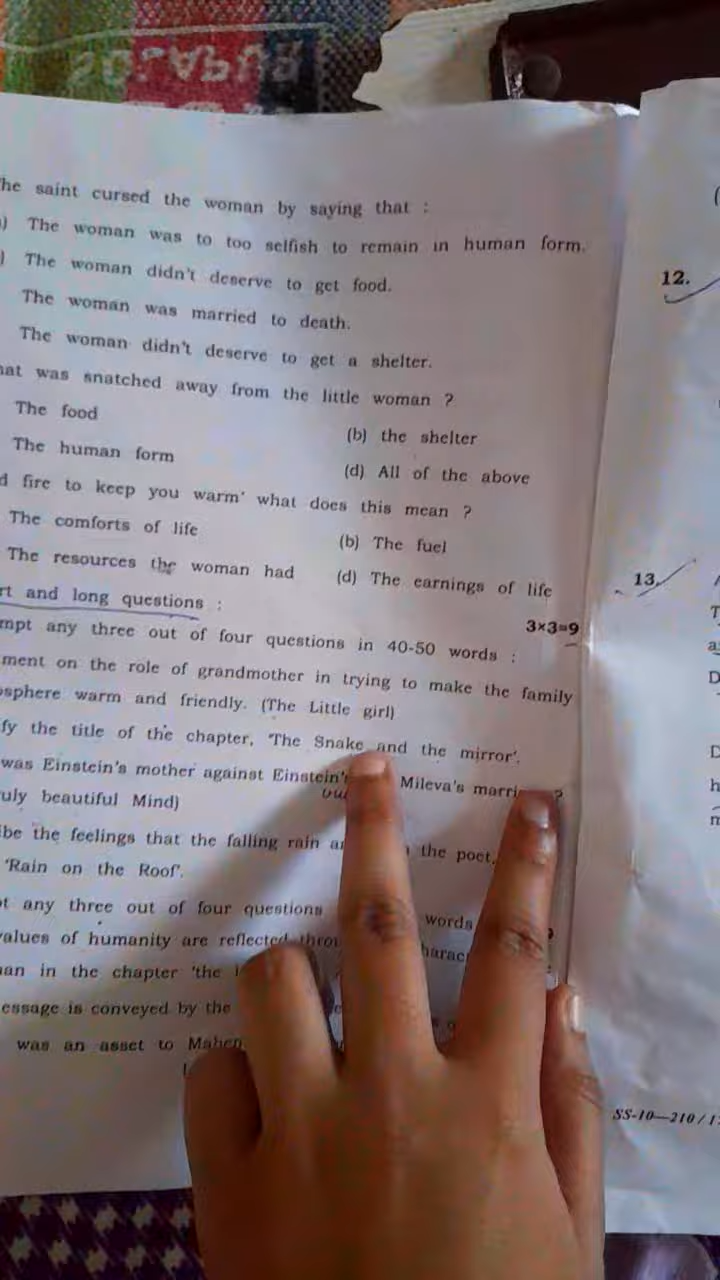 he saint cursed the woman by saying that :
) The woman was to too selfish to remain in human form.
The woman didn't deserve to get food.
The woman was married to death.
The woman didn't deserve to get a shelter.
hat was snatched away from the little woman ?
The food (b) the shelter
The human form (d) All of the above
d fire to keep you warm' what does this mean ?
The comforts of life (b) The fuel
The resources the woman had (d) The earnings of life
rt and long questions :
3×3=9
mpt any three out of four questions in 40-50 words :
ment on the role of grandmother in trying to make the family
osphere warm and friendly. (The Little girl)
fy the title of the chapter, 'The Snake and the mirror'.
was Einstein's mother against Einstein's Mileva's marri ?
uly beautiful Mind)
ibe the feelings that the falling rain the poet,
'Rain on the Roof'.
t any three out of four questions words
values of humanity are reflected
an in the chapter 'the
essage is conveyed by the
was an asset to
12.
13.
SS-10—210/1